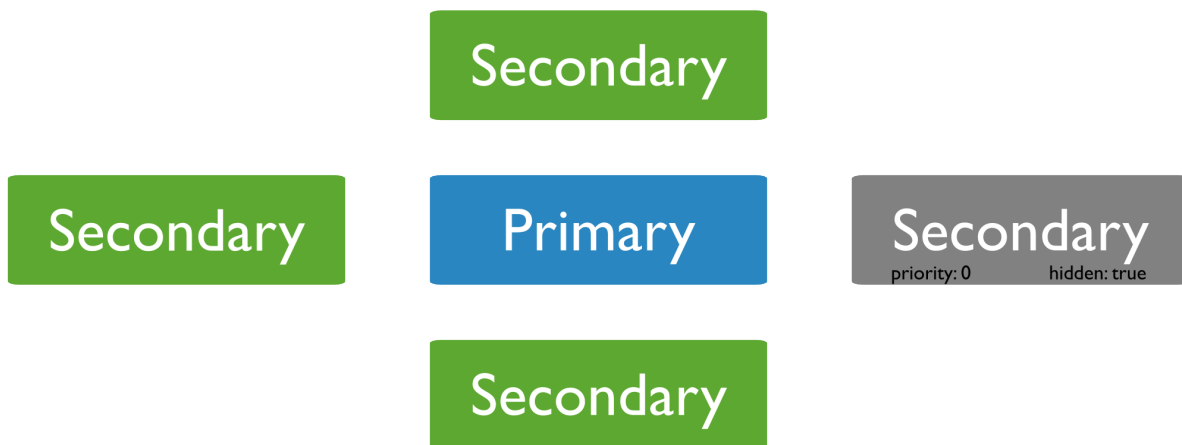 Secondary
Secondary
Primary
Secondary
priority: 0
hidden: true
Secondary